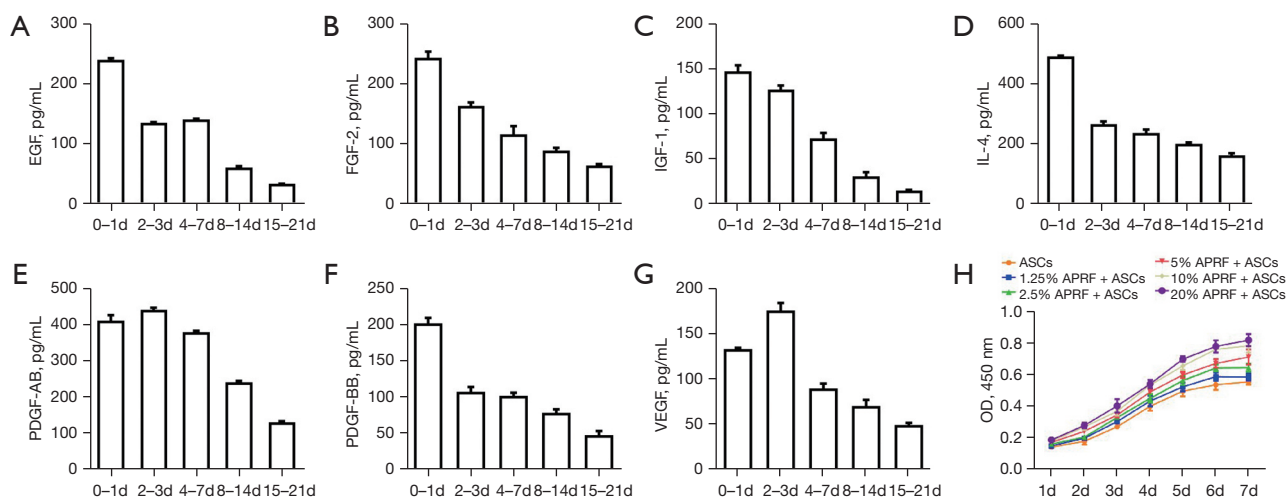 A
300
200
100
0
EGF, pg/mL
0–1d 2–3d 4–7d 8–14d 15–21d
B
300
200
100
0
FGF-2, pg/mL
0–1d 2–3d 4–7d 8–14d 15–21d
C
200
150
100
50
0
IGF-1, pg/mL
0–1d 2–3d 4–7d 8–14d 15–21d
D
600
400
200
0
IL-4, pg/mL
0–1d 2–3d 4–7d 8–14d 15–21d
E
500
400
300
200
100
0
PDGF-AB, pg/mL
0–1d 2–3d 4–7d 8–14d 15–21d
F
250
200
150
100
50
0
PDGF-BB, pg/mL
0–1d 2–3d 4–7d 8–14d 15–21d
G
200
150
100
50
0
VEGF, pg/mL
0–1d 2–3d 4–7d 8–14d 15–21d
H
ASCs
1.25% APRF + ASCs
2.5% APRF + ASCs
5% APRF + ASCs
10% APRF + ASCs
20% APRF + ASCs
1.0
0.8
0.6
0.4
0.2
0.0
OD, 450 nm
1d 2d 3d 4d 5d 6d 7d